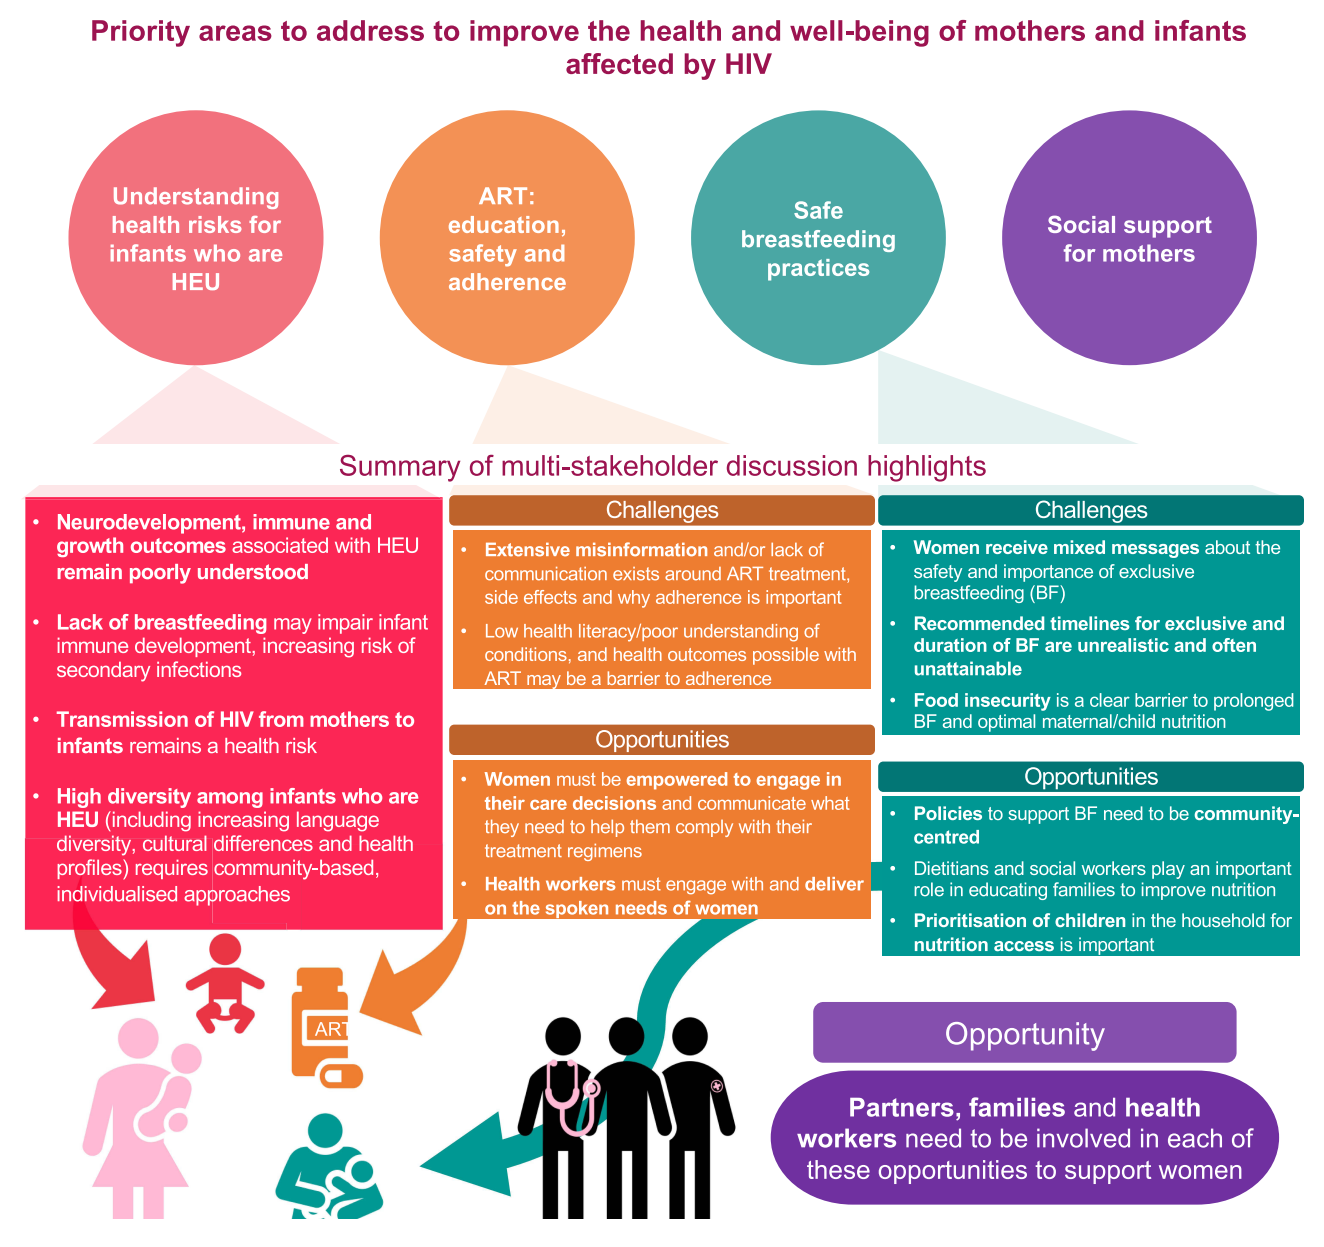 Priority areas to address to improve the health and well-being of mothers and infants
affected by HIV
Understanding
health risks for
infants who are
HEU
ART:
education,
safety and
adherence
Safe
breastfeeding
practices
Social support
for mothers
Summary of multi-stakeholder discussion highlights
• Neurodevelopment, immune and
growth outcomes associated with HEU
remain poorly understood
• Lack of breastfeeding may impair infant
immune development, increasing risk of
secondary infections
• Transmission of HIV from mothers to
infants remains a health risk
• High diversity among infants who are
HEU (including increasing language
diversity, cultural differences and health
profiles) requires community-based,
individualised approaches
Challenges
• Extensive misinformation and/or lack of
communication exists around ART treatment,
side effects and why adherence is important
• Low health literacy/poor understanding of
conditions, and health outcomes possible with
ART may be a barrier to adherence
Opportunities
• Women must be empowered to engage in
their care decisions and communicate what
they need to help them comply with their
treatment regimens
• Health workers must engage with and deliver
on the spoken needs of women
Challenges
• Women receive mixed messages about the
safety and importance of exclusive
breastfeeding (BF)
• Recommended timelines for exclusive and
duration of BF are unrealistic and often
unattainable
• Food insecurity is a clear barrier to prolonged
BF and optimal maternal/child nutrition
Opportunities
• Policies to support BF need to be community-
centred
• Dietitians and social workers play an important
role in educating families to improve nutrition
• Prioritisation of children in the household for
nutrition access is important
ART
Opportunity
Partners, families and health
workers need to be involved in each of
these opportunities to support women